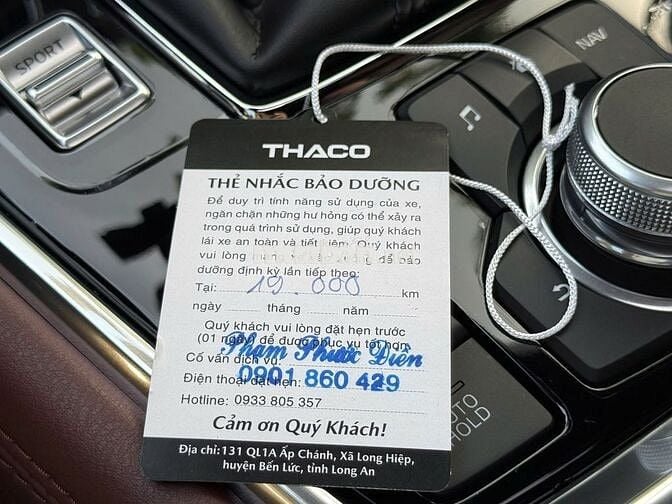 SPORT
NAV
THACO
THẺ NHẮC BẢO DƯỠNG
Để duy trì tính năng sử dụng của xe,
ngăn chặn những hư hỏng có thể xảy ra
trong quá trình sử dụng, giúp quý khách
lái xe an toàn và tiết kiệm. Quý khách
vui lòng để bảo
dưỡng định kỳ lần tiếp theo:
Tại: 19.000 km
ngày tháng năm
Quý khách vui lòng đặt hẹn trước
(01 ngày) để được phục vụ tốt hơn
Phạm Phước Điền
Cố vấn dịch vụ:
0901 860 429
Điện thoại đặt hẹn:
Hotline: 0933 805 357
Cảm ơn Quý Khách!
Địa chỉ: 131 QL1A Ấp Chánh, Xã Long Hiệp,
huyện Bến Lức, tỉnh Long An
AUTO
HOLD